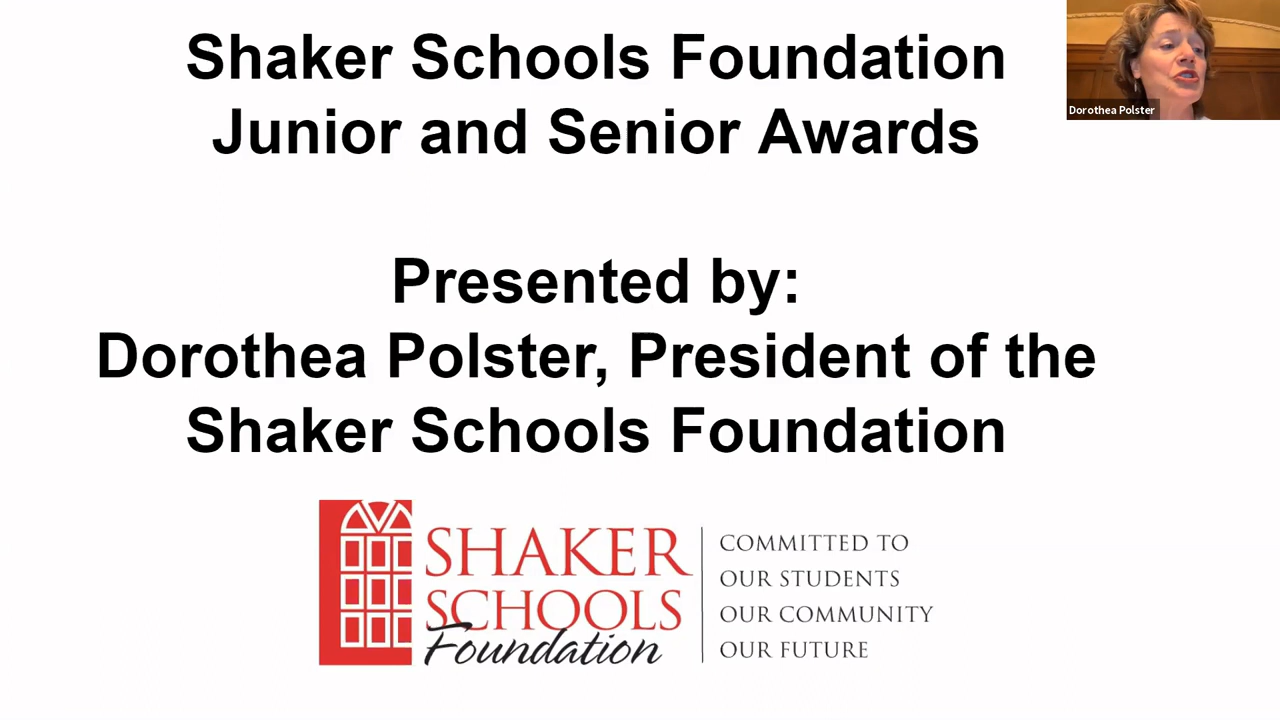 Shaker Schools Foundation
Junior and Senior Awards
Dorothea Polster
Presented by:
Dorothea Polster, President of the
Shaker Schools Foundation
SHAKER
SCHOOLS
Foundation
COMMITTED TO
OUR STUDENTS
OUR COMMUNITY
OUR FUTURE